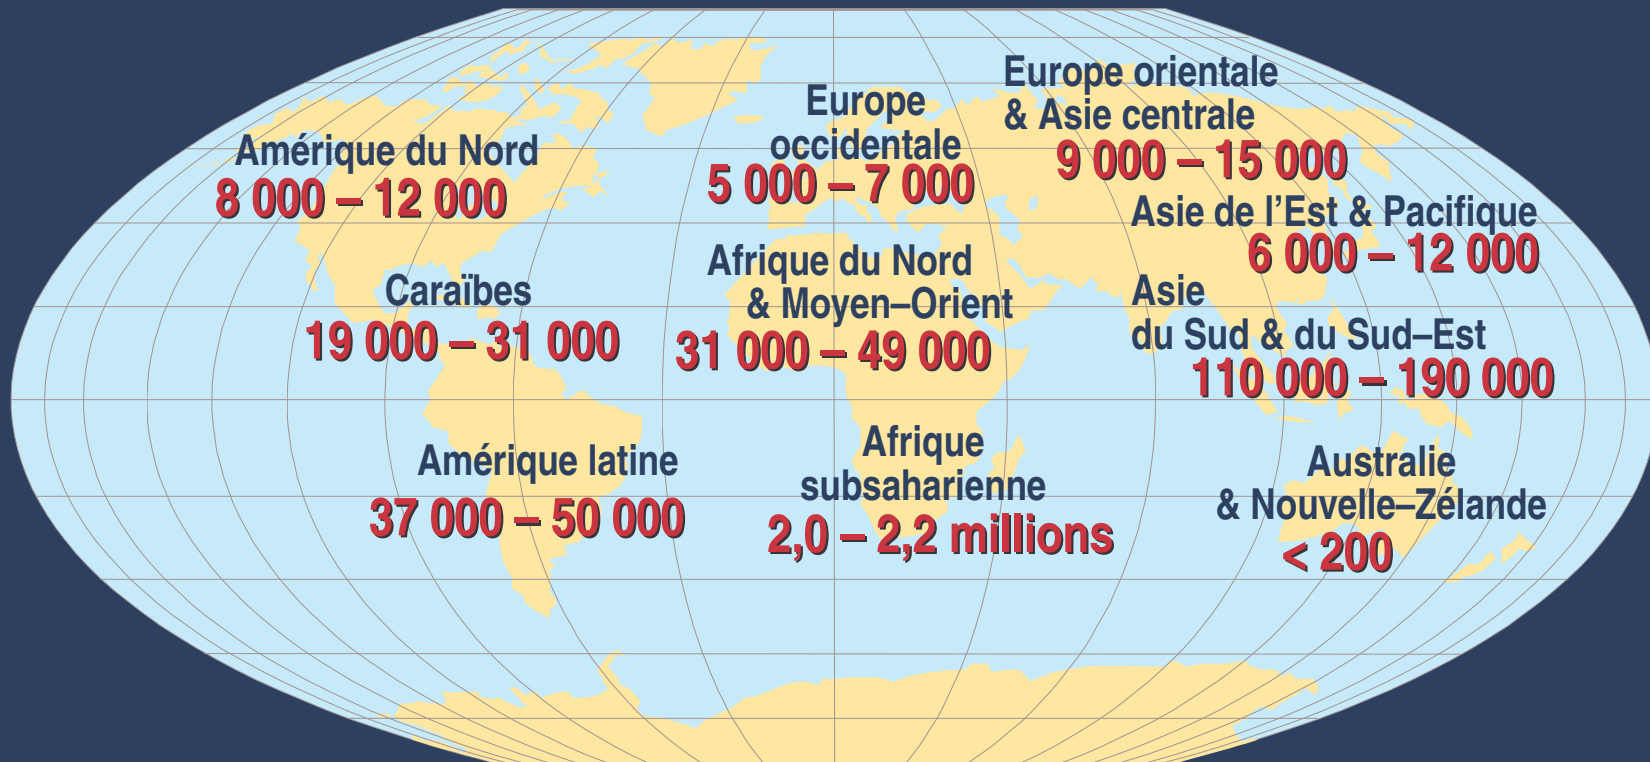 Amérique du Nord
8 000 – 12 000
Caraïbes
19 000 – 31 000
Amérique latine
37 000 – 50 000
Europe
occidentale
5 000 – 7 000
Afrique du Nord
& Moyen–Orient
31 000 – 49 000
Afrique
subsaharienne
2,0 – 2,2 millions
Europe orientale
& Asie centrale
9 000 – 15 000
Asie de l’Est & Pacifique
6 000 – 12 000
Asie
du Sud & du Sud–Est
110 000 – 190 000
Australie
& Nouvelle–Zélande
< 200